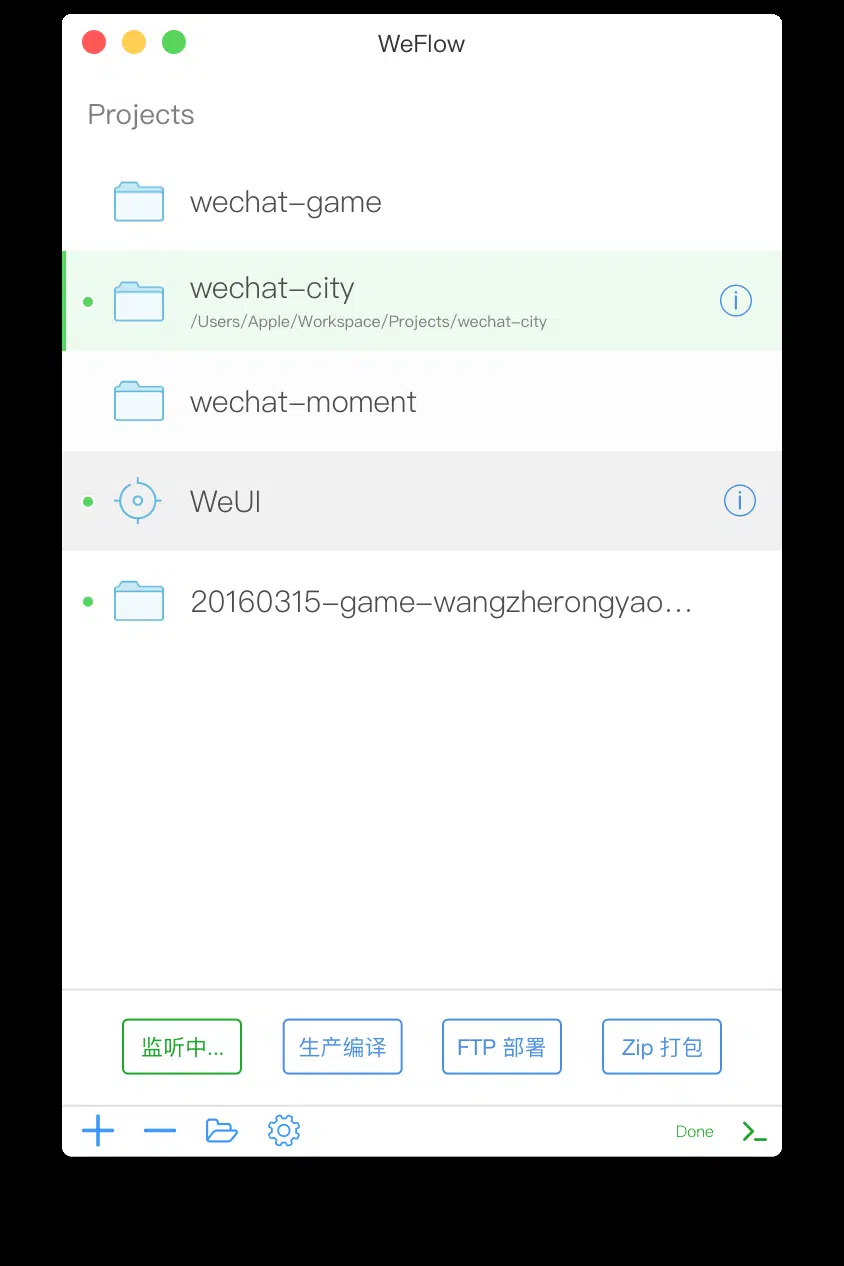 WeFlow
Projects
wechat-game
wechat-city
/Users/Apple/Workspace/Projects/wechat-city
wechat-moment
WeUI
20160315-game-wangzherongyao...
监听中...
生产编译
FTP 部署
Zip 打包
Done